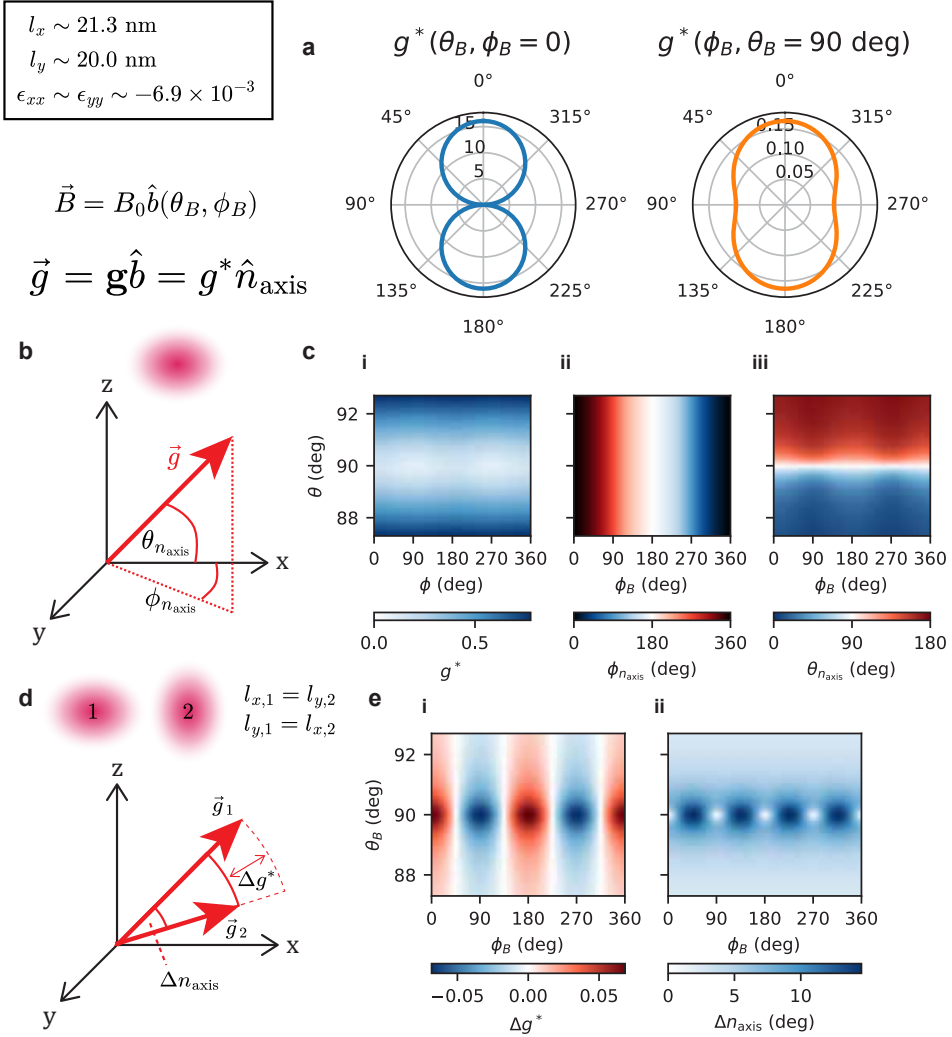 l_x ∼ 21.3 nm
l_y ∼ 20.0 nm
ϵ_xx ∼ ϵ_yy ∼ −6.9 × 10^−3
B⃗ = B_0 b̂(θ_B, ϕ_B)
g⃗ = 𝐠b̂ = g* n̂_axis
a
g*(θ_B, ϕ_B = 0)
0°
45°
315°
15
10
5
90°
270°
135°
225°
180°
g*(ϕ_B, θ_B = 90 deg)
0°
45°
315°
0.15
0.10
0.05
90°
270°
135°
225°
180°
b
z
g⃗
θ_n_axis
x
ϕ_n_axis
y
c
i
92
90
88
θ (deg)
0 90 180 270 360
ϕ (deg)
0.0 0.5
g*
ii
0 90 180 270 360
ϕ_B (deg)
0 180 360
ϕ_n_axis (deg)
iii
0 90 180 270 360
ϕ_B (deg)
0 90 180
θ_n_axis (deg)
d
1
2
l_x,1 = l_y,2
l_y,1 = l_x,2
z
g⃗_1
Δg*
g⃗_2
x
Δn_axis
y
e
i
92
90
88
θ_B (deg)
0 90 180 270 360
ϕ_B (deg)
−0.05 0.00 0.05
Δg*
ii
0 90 180 270 360
ϕ_B (deg)
0 5 10
Δn_axis (deg)